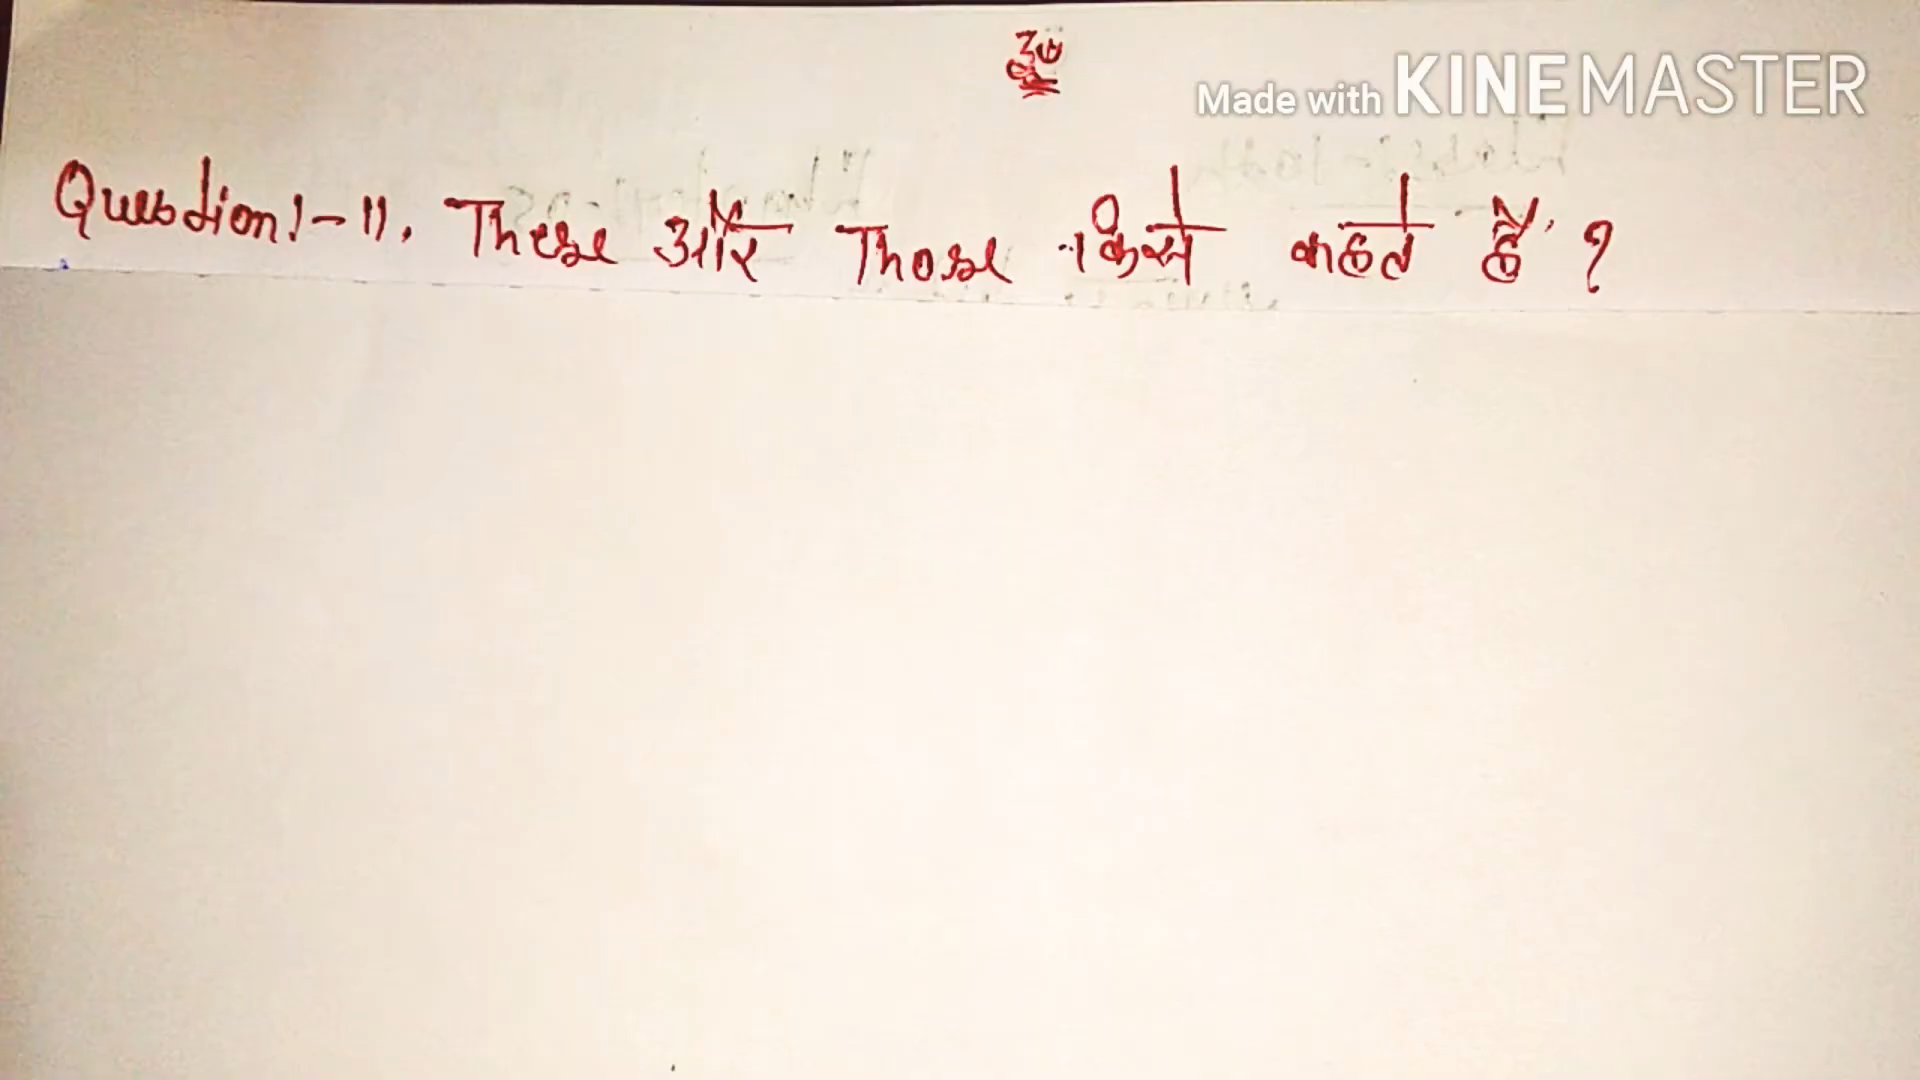 ॐ
Made with KINEMASTER
Question:-11. These और Those किसे कहते हैं ?